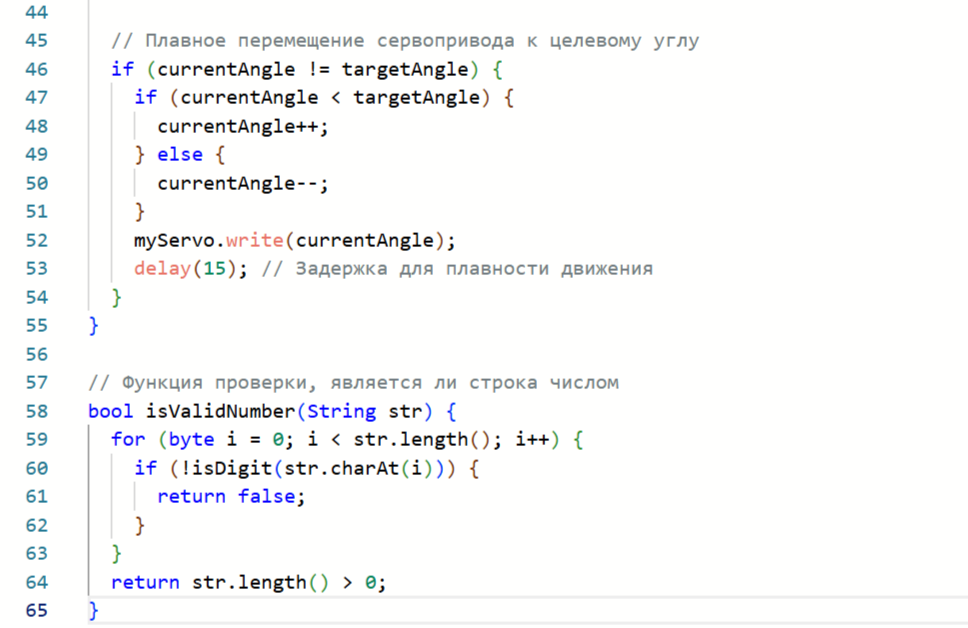 44
45 // Плавное перемещение сервопривода к целевому углу
46 if (currentAngle != targetAngle) {
47 if (currentAngle < targetAngle) {
48 currentAngle++;
49 } else {
50 currentAngle--;
51 }
52 myServo.write(currentAngle);
53 delay(15); // Задержка для плавности движения
54 }
55 }
56
57 // Функция проверки, является ли строка числом
58 bool isValidNumber(String str) {
59 for (byte i = 0; i < str.length(); i++) {
60 if (!isDigit(str.charAt(i))) {
61 return false;
62 }
63 }
64 return str.length() > 0;
65 }